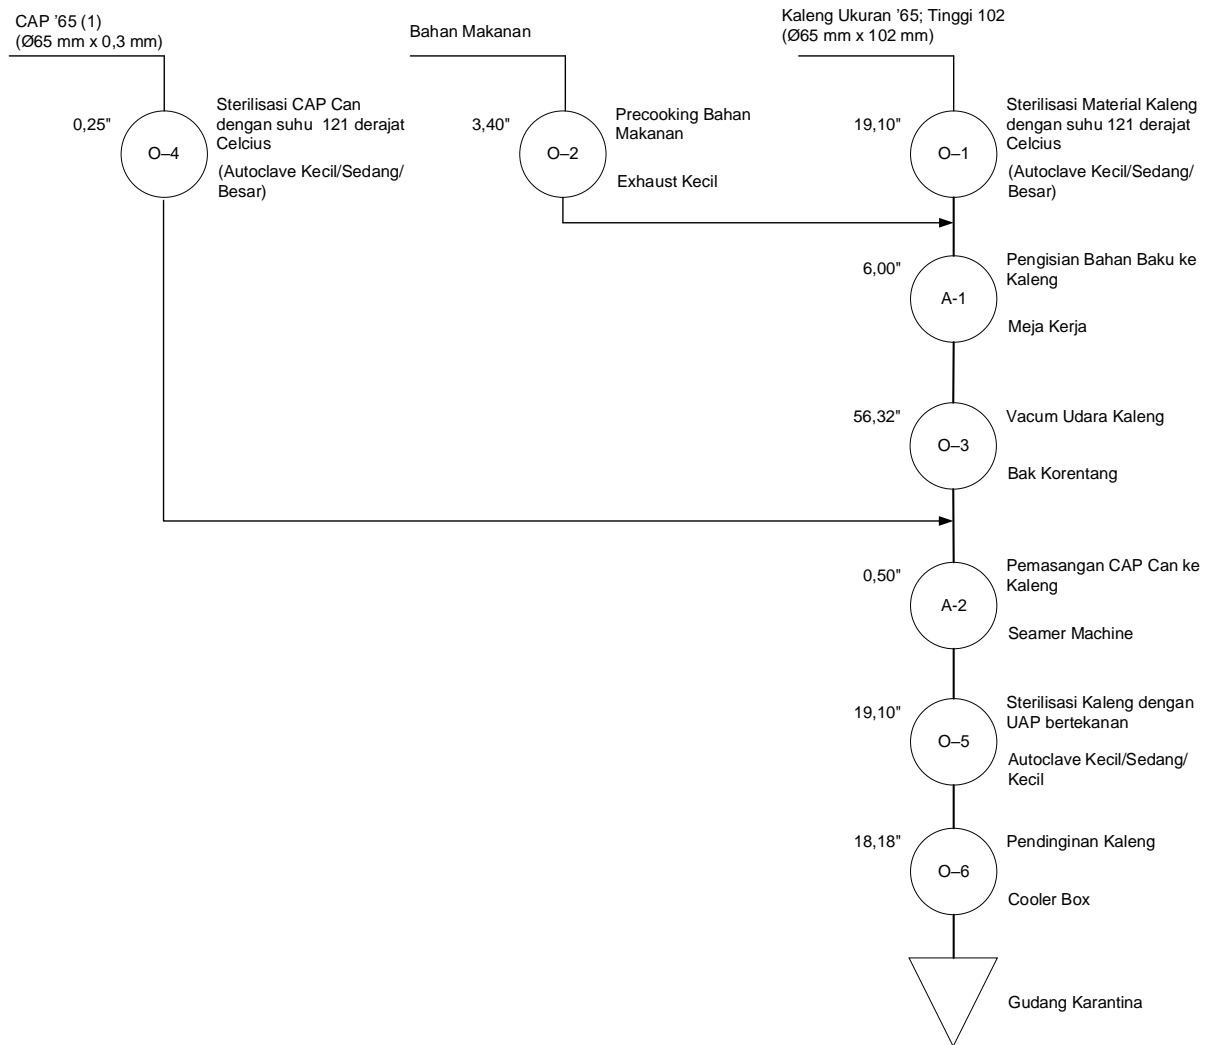 CAP '65 (1)
(Ø65 mm x 0,3 mm)
Bahan Makanan
Kaleng Ukuran '65; Tinggi 102
(Ø65 mm x 102 mm)
0,25"
O–4
Sterilisasi CAP Can
dengan suhu 121 derajat
Celcius
(Autoclave Kecil/Sedang/
Besar)
3,40"
O–2
Precooking Bahan
Makanan
Exhaust Kecil
19,10"
O–1
Sterilisasi Material Kaleng
dengan suhu 121 derajat
Celcius
(Autoclave Kecil/Sedang/
Besar)
6,00"
A-1
Pengisian Bahan Baku ke
Kaleng
Meja Kerja
56,32"
O–3
Vacum Udara Kaleng
Bak Korentang
0,50"
A-2
Pemasangan CAP Can ke
Kaleng
Seamer Machine
19,10"
O–5
Sterilisasi Kaleng dengan
UAP bertekanan
Autoclave Kecil/Sedang/
Kecil
18,18"
O–6
Pendinginan Kaleng
Cooler Box
Gudang Karantina